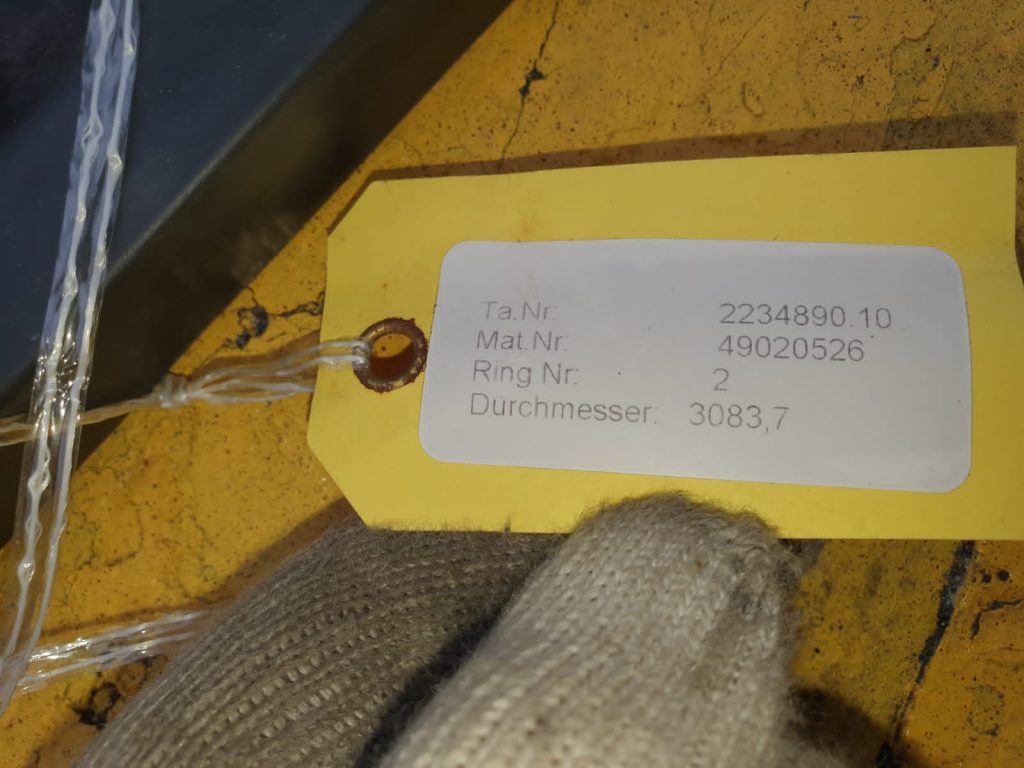 Ta.Nr: 2234890.10
Mat.Nr: 49020526
Ring Nr: 2
Durchmesser: 3083,7